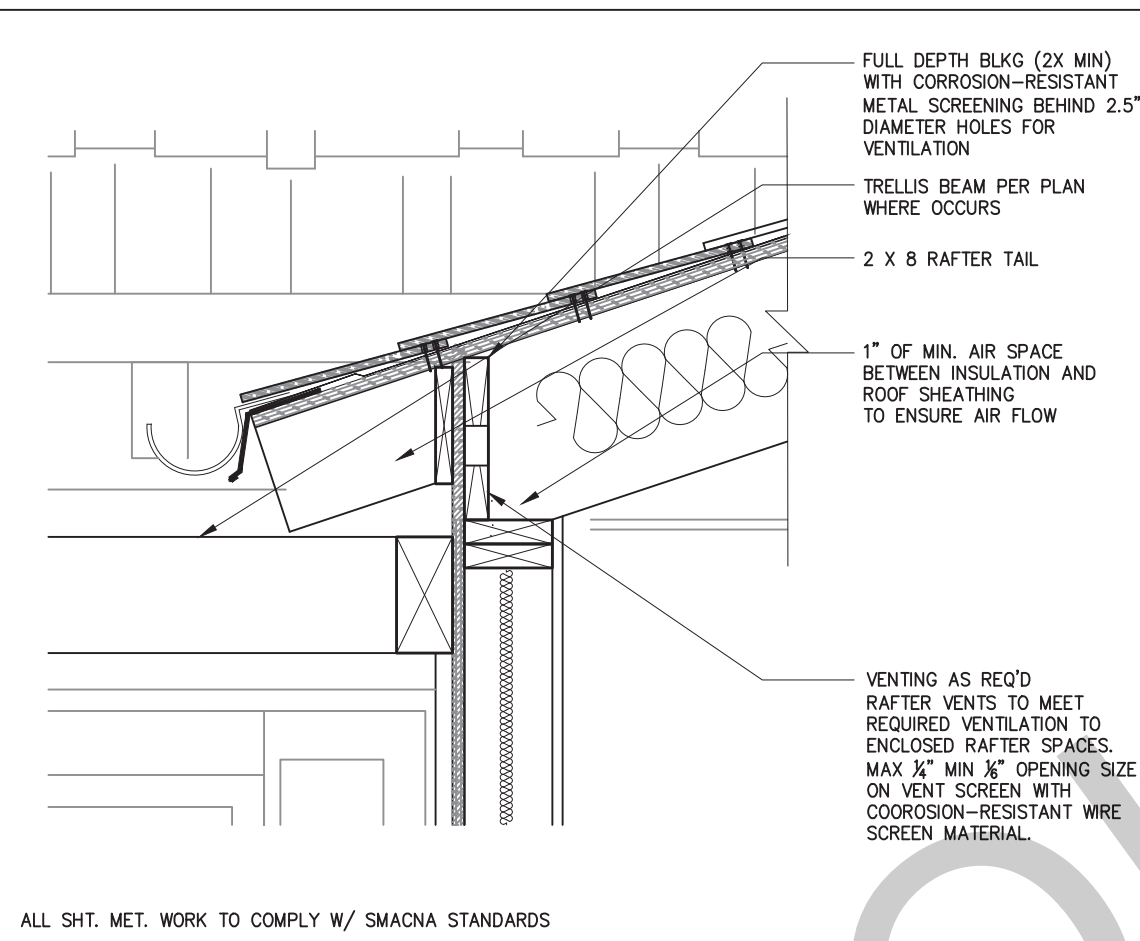 FULL DEPTH BLKG (2X MIN)
WITH CORROSION-RESISTANT
METAL SCREENING BEHIND 2.5"
DIAMETER HOLES FOR
VENTILATION
TRELLIS BEAM PER PLAN
WHERE OCCURS
2 X 8 RAFTER TAIL
1" OF MIN. AIR SPACE
BETWEEN INSULATION AND
ROOF SHEATHING
TO ENSURE AIR FLOW
VENTING AS REQ'D
RAFTER VENTS TO MEET
REQUIRED VENTILATION TO
ENCLOSED RAFTER SPACES.
MAX ¼" MIN ⅙" OPENING SIZE
ON VENT SCREEN WITH
COOROSION-RESISTANT WIRE
SCREEN MATERIAL.
ALL SHT. MET. WORK TO COMPLY W/ SMACNA STANDARDS